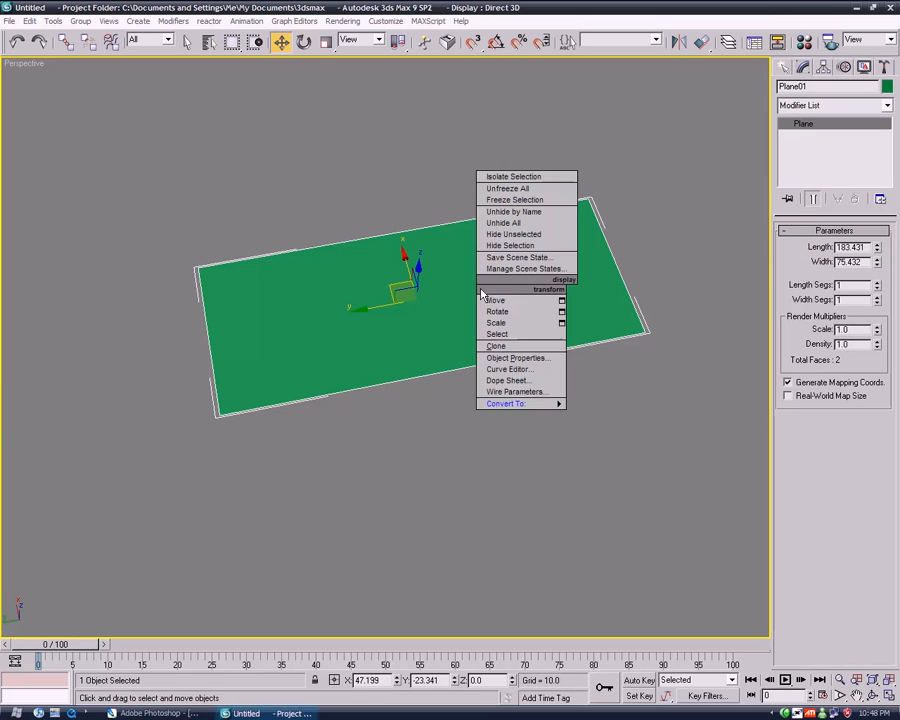 Untitled - Project Folder: C:\Documents and Settings\Me\My Documents\3dsmax - Autodesk 3ds Max 9 SP2 - Display : Direct 3D
File Edit Tools Group Views Create Modifiers reactor Animation Graph Editors Rendering Customize MAXScript Help
All View View
Perspective
Plane01
Modifier List
Plane
Isolate Selection
Unfreeze All
Freeze Selection
Unhide by Name
Unhide All
Hide Unselected
Hide Selection
Save Scene State...
Manage Scene States...
display
transform
Move
Rotate
Scale
Select
Clone
Object Properties...
Curve Editor...
Dope Sheet...
Wire Parameters...
Convert To:
x
z
y
- Parameters
Length: 183.431
Width: 75.432
Length Segs: 1
Width Segs: 1
Render Multipliers
Scale: 1.0
Density: 1.0
Total Faces: 2
Generate Mapping Coords.
Real-World Map Size
z
0 / 100
0 5 10 15 20 25 30 35 40 45 50 55 60 65 70 75 80 85 90 95 100
1 Object Selected X: 47.199 Y: -23.341 Z: 0.0 Grid = 10.0 Auto Key Selected
Click and drag to select and move objects Add Time Tag Set Key Key Filters... 0
start Adobe Photoshop - [... Untitled - Project ... 10:48 PM